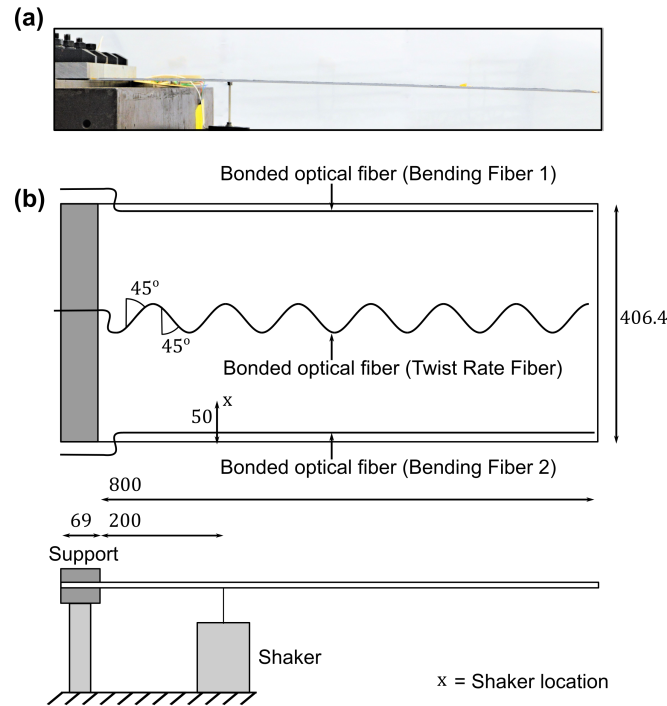 (a)
Bonded optical fiber (Bending Fiber 1)
(b)
45°
45°
406.4
Bonded optical fiber (Twist Rate Fiber)
x
50
Bonded optical fiber (Bending Fiber 2)
800
69 200
Support
Shaker
x = Shaker location